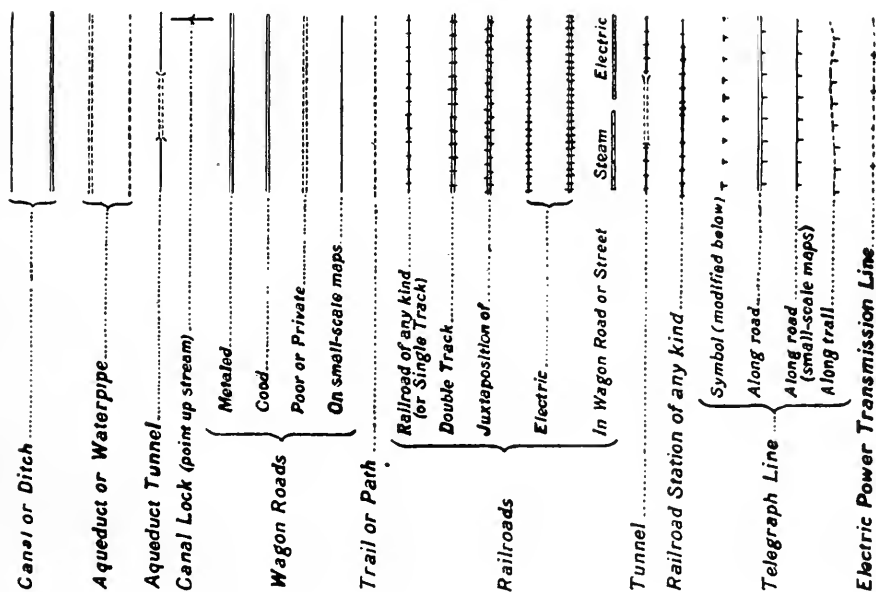 Canal or Ditch
Aqueduct or Waterpipe
Aqueduct Tunnel
Canal Lock (point up stream)
Wagon Roads
Metaled
Good
Poor or Private
On small-scale maps
Trail or Path
Railroads
Railroad of any kind
(or Single Track)
Double Track
Juxtaposition of
Electric
In Wagon Road or Street
Steam Electric
Tunnel
Railroad Station of any kind
Telegraph Line
Symbol (modified below)
Along road
Along road
(small-scale maps)
Along trail
Electric Power Transmission Line